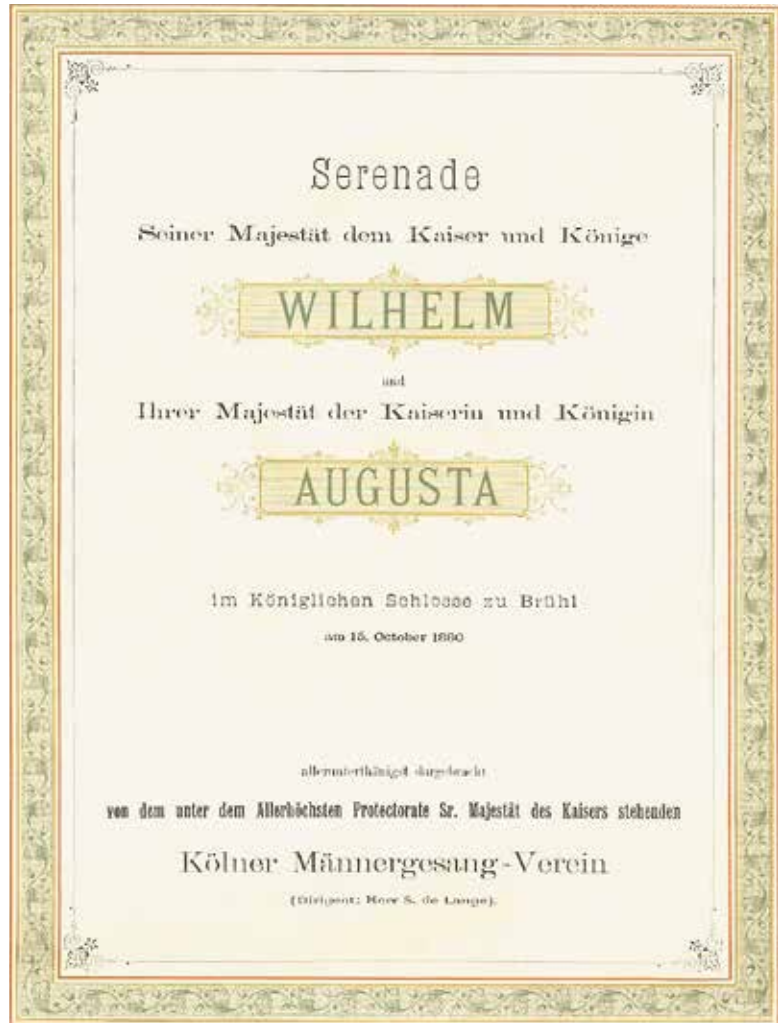 Serenade
Seiner Majestät dem Kaiser und Könige
WILHELM
und
Ihrer Majestät der Kaiserin und Königin
AUGUSTA
im Königlichen Schlosse zu Brühl
am 15. October 1880
allerunterthänigst dargebracht
von dem unter dem Allerhöchsten Protectorate Sr. Majestät des Kaisers stehenden
Kölner Männergesang-Verein
(Dirigent: Herr S. de Lange).